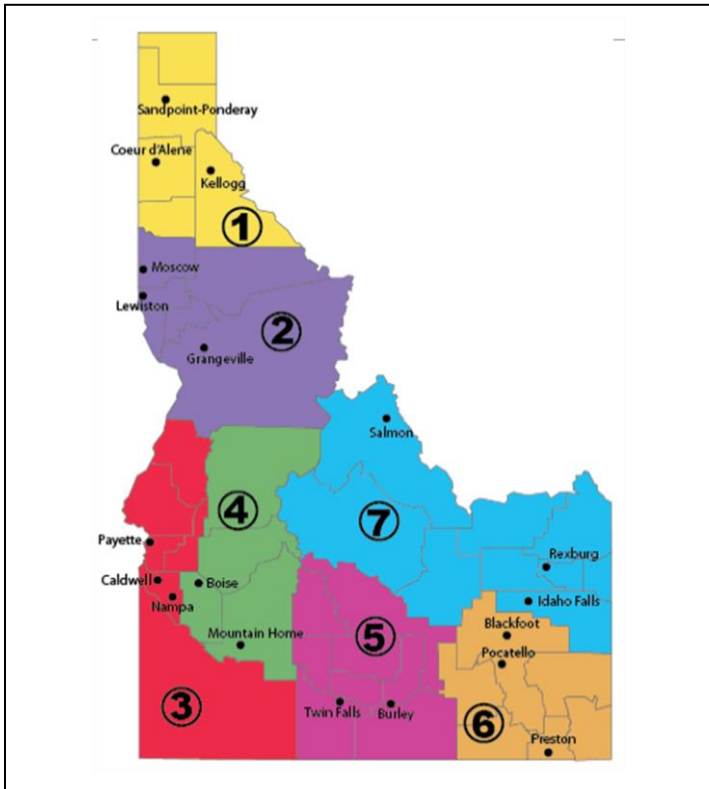 Sandpoint-Ponderay
Coeur d'Alene
Kellogg
1
Moscow
Lewiston
2
Grangeville
Salmon
4
7
Payette
Rexburg
Caldwell
Boise
Nampa
Idaho Falls
Blackfoot
5
Mountain Home
Pocatello
3
Twin Falls
Burley
6
Preston